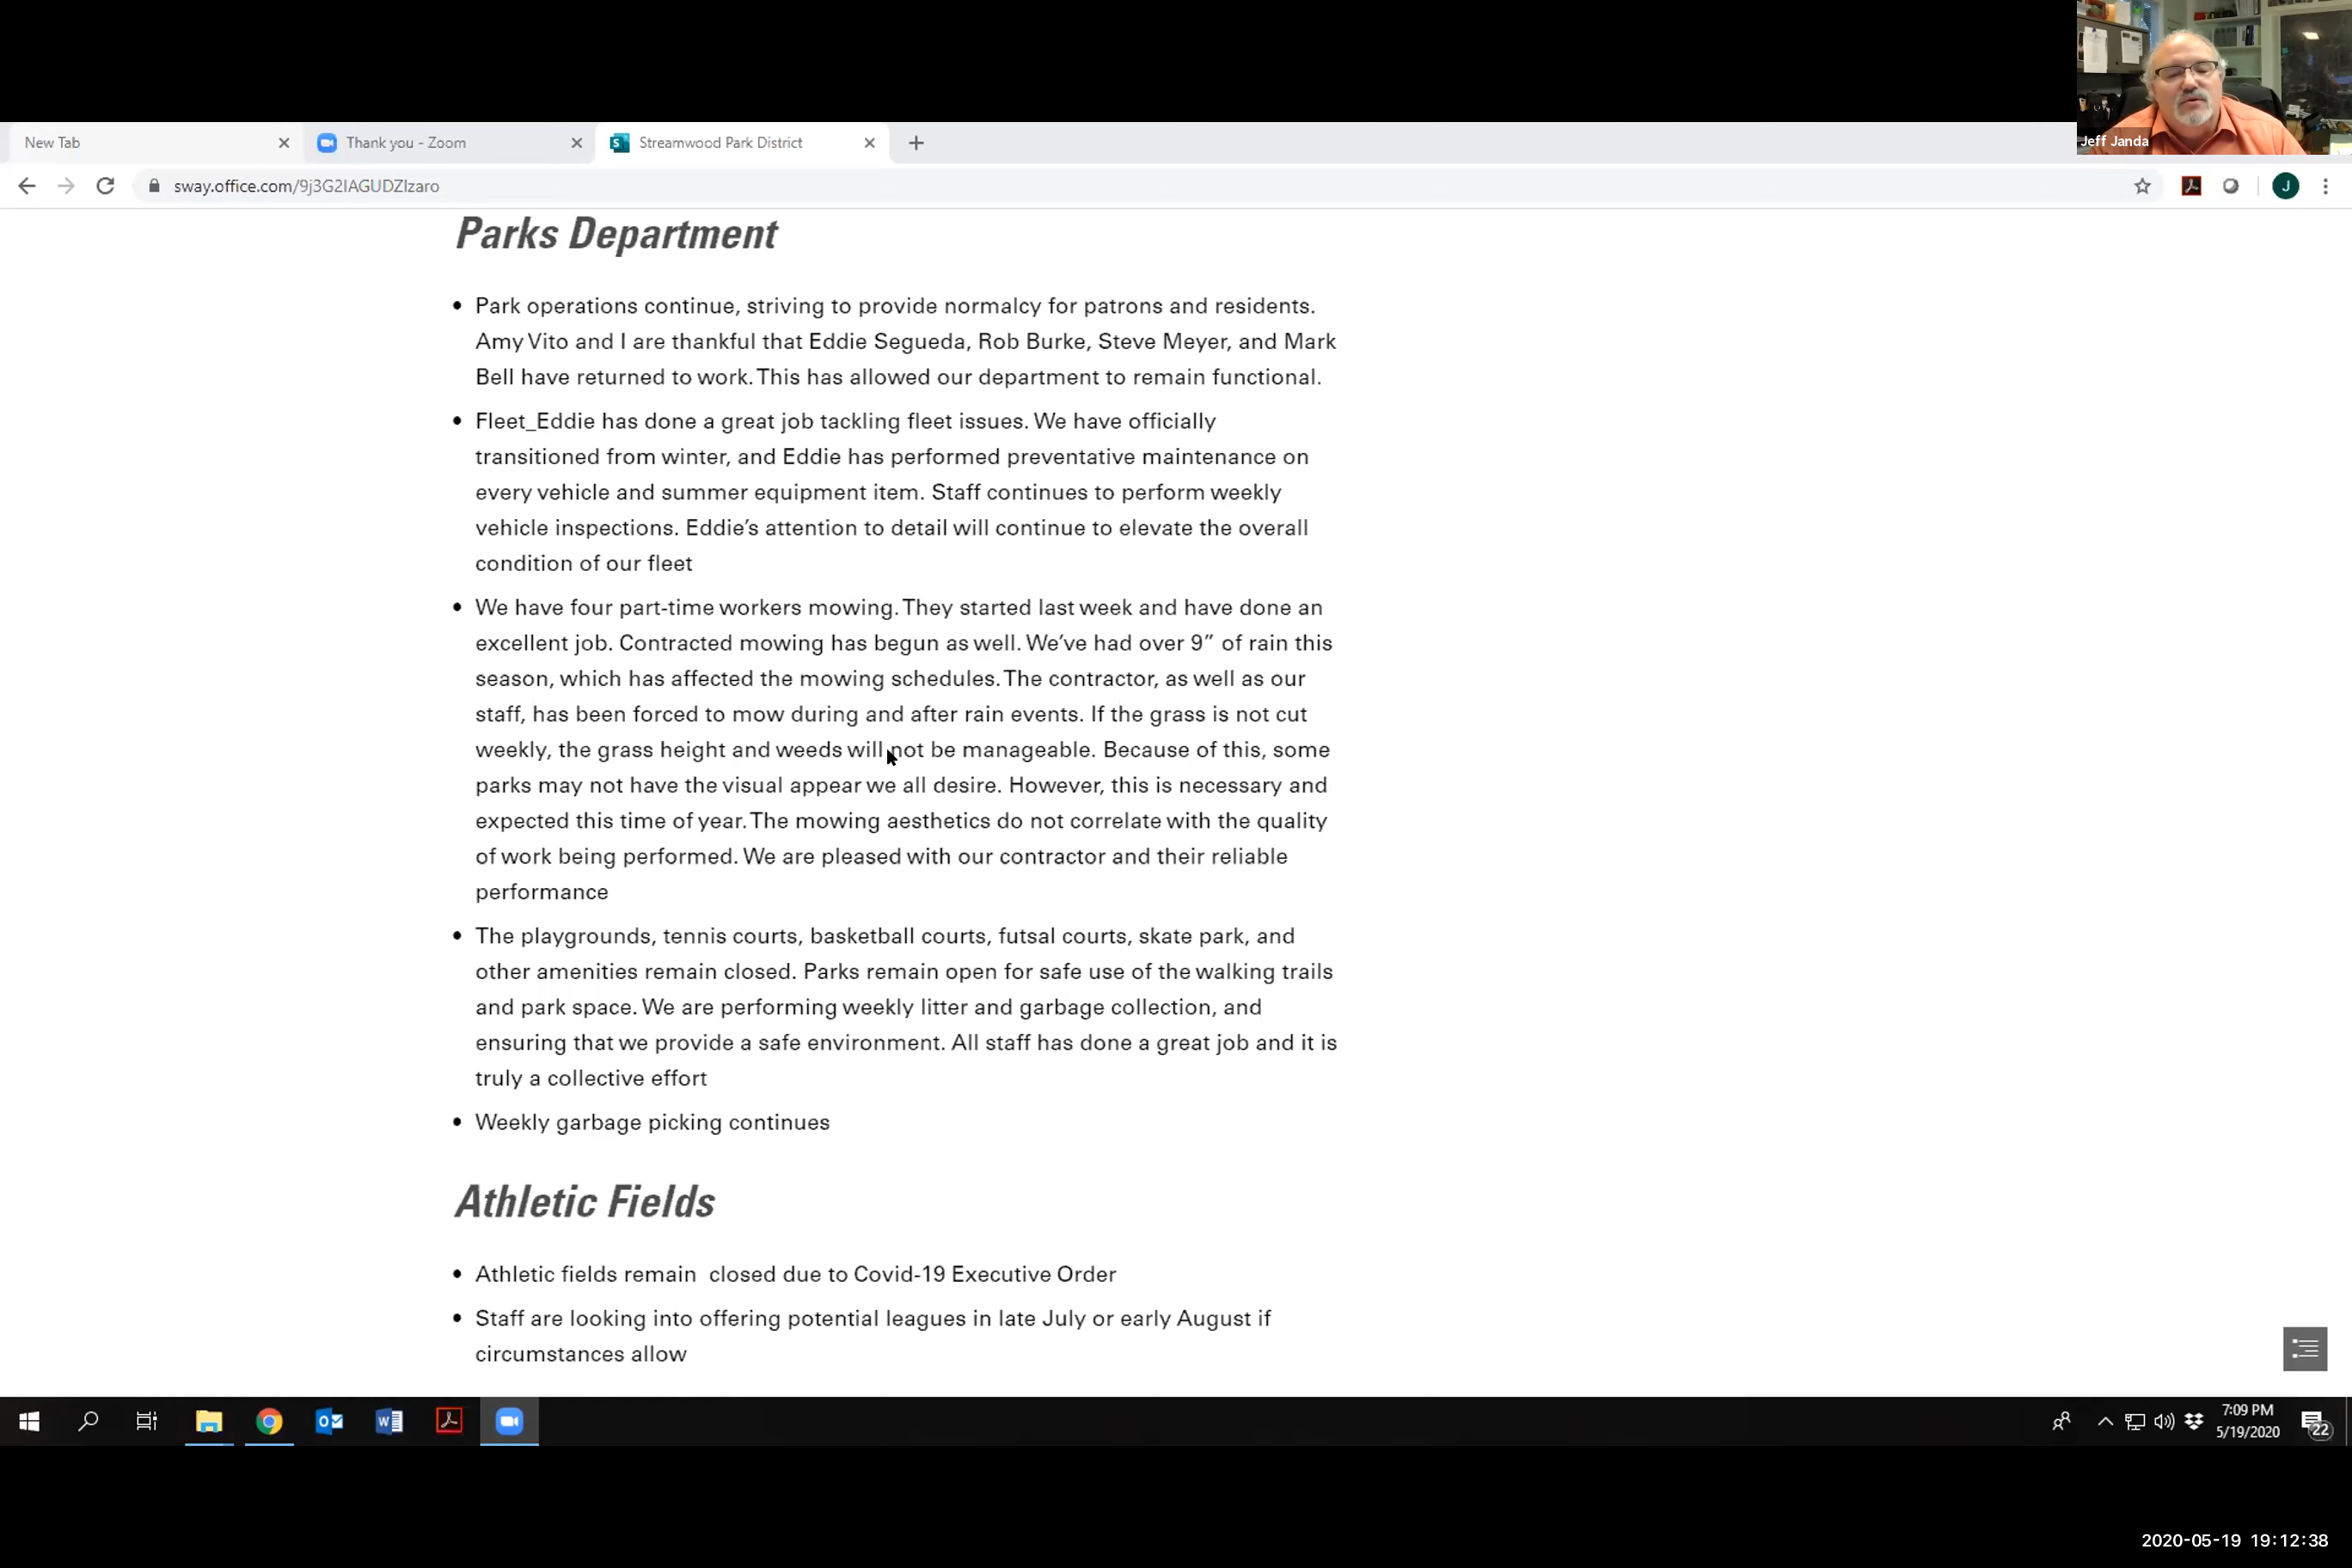 Jeff Janda
New Tab
Thank you - Zoom
Streamwood Park District
sway.office.com/9j3G2IAGUDZIzaro
J
Parks Department
• Park operations continue, striving to provide normalcy for patrons and residents.
Amy Vito and I are thankful that Eddie Segueda, Rob Burke, Steve Meyer, and Mark
Bell have returned to work. This has allowed our department to remain functional.
• Fleet_Eddie has done a great job tackling fleet issues. We have officially
transitioned from winter, and Eddie has performed preventative maintenance on
every vehicle and summer equipment item. Staff continues to perform weekly
vehicle inspections. Eddie’s attention to detail will continue to elevate the overall
condition of our fleet
• We have four part-time workers mowing. They started last week and have done an
excellent job. Contracted mowing has begun as well. We’ve had over 9” of rain this
season, which has affected the mowing schedules. The contractor, as well as our
staff, has been forced to mow during and after rain events. If the grass is not cut
weekly, the grass height and weeds will not be manageable. Because of this, some
parks may not have the visual appear we all desire. However, this is necessary and
expected this time of year. The mowing aesthetics do not correlate with the quality
of work being performed. We are pleased with our contractor and their reliable
performance
• The playgrounds, tennis courts, basketball courts, futsal courts, skate park, and
other amenities remain closed. Parks remain open for safe use of the walking trails
and park space. We are performing weekly litter and garbage collection, and
ensuring that we provide a safe environment. All staff has done a great job and it is
truly a collective effort
• Weekly garbage picking continues
Athletic Fields
• Athletic fields remain  closed due to Covid-19 Executive Order
• Staff are looking into offering potential leagues in late July or early August if
circumstances allow
7:09 PM
5/19/2020
22
2020-05-19 19:12:38